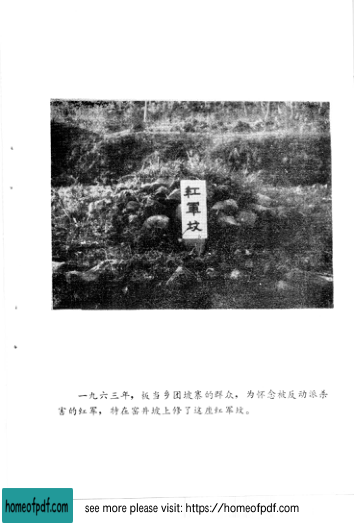 红
軍
坟
一九六三年，板当乡团坡寨的群众，为怀念被反动派杀
害的红军，特在窑井坡上修了这座红军坟。
homeofpdf.com
see more please visit: https://homeofpdf.com